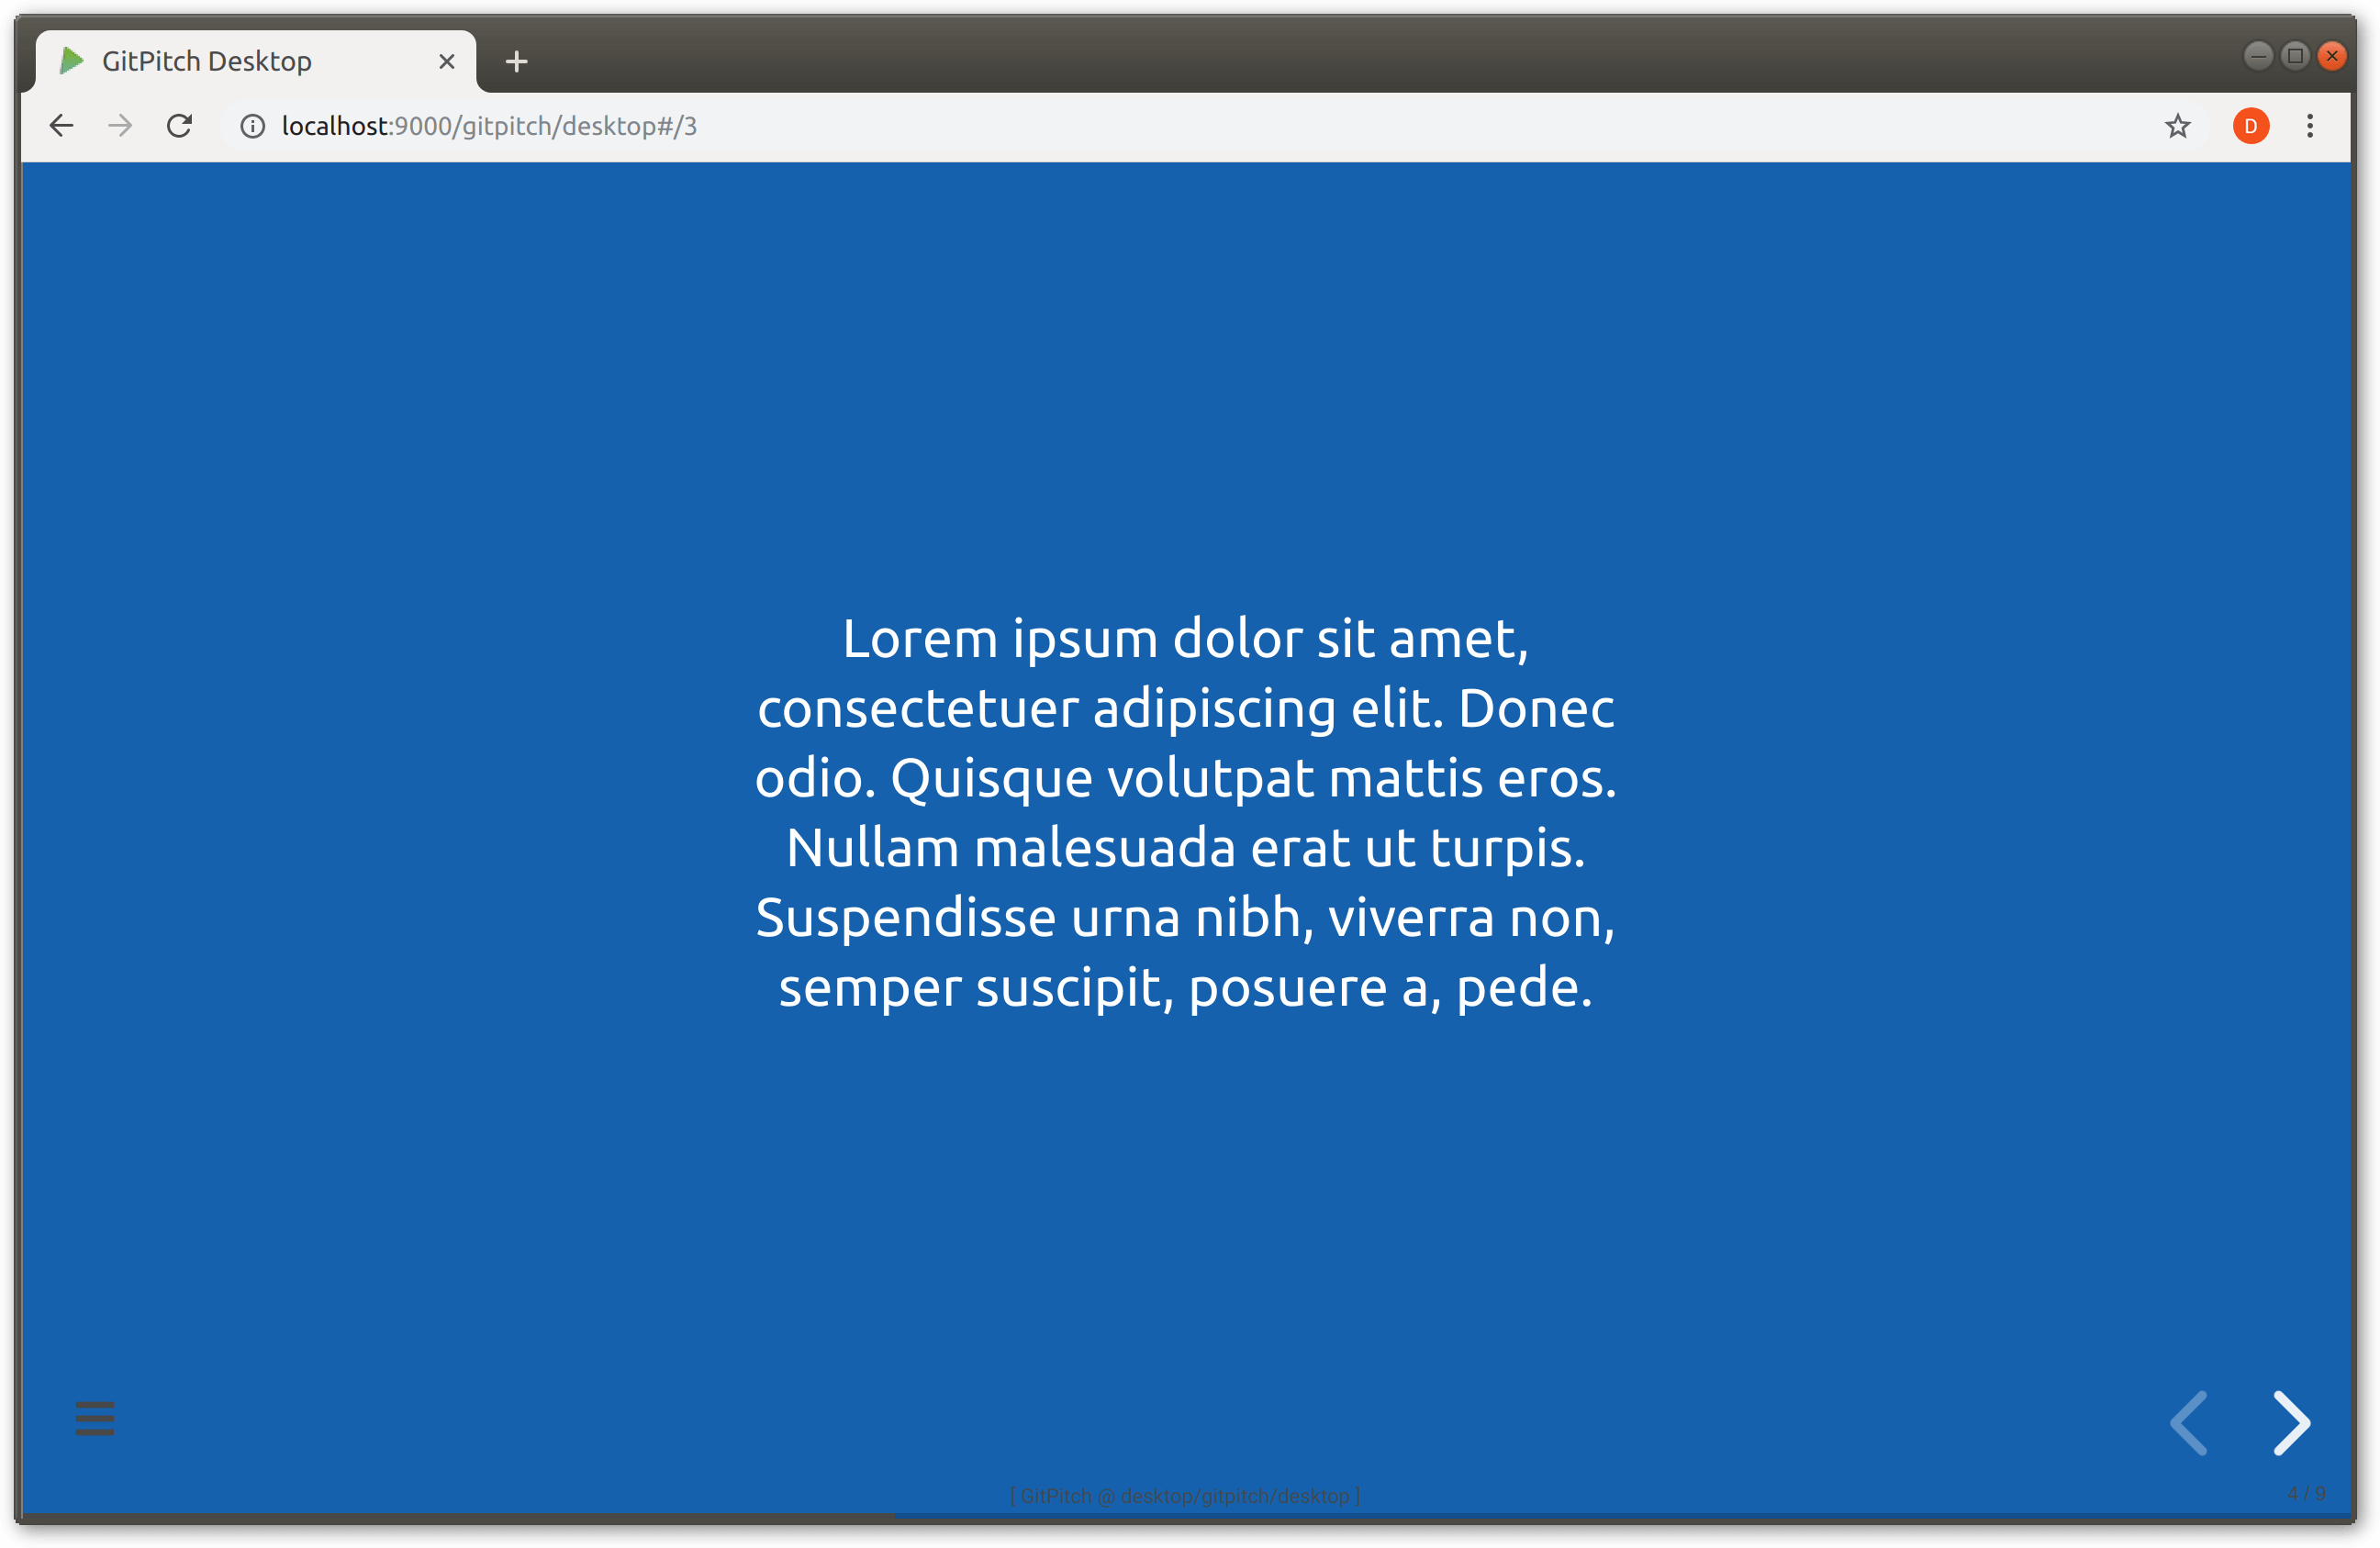 GitPitch Desktop
localhost:9000/gitpitch/desktop#/3
D
Lorem ipsum dolor sit amet,
consectetuer adipiscing elit. Donec
odio. Quisque volutpat mattis eros.
Nullam malesuada erat ut turpis.
Suspendisse urna nibh, viverra non,
semper suscipit, posuere a, pede.
[ GitPitch @ desktop/gitpitch/desktop ]
4 / 9